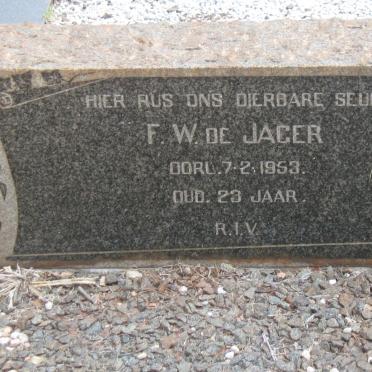 HIER RUS ONS DIERBARE SEU
F. W. DE JAGER
OORL. 7-2-1953.
OUD. 23 JAAR.
R.I.V.